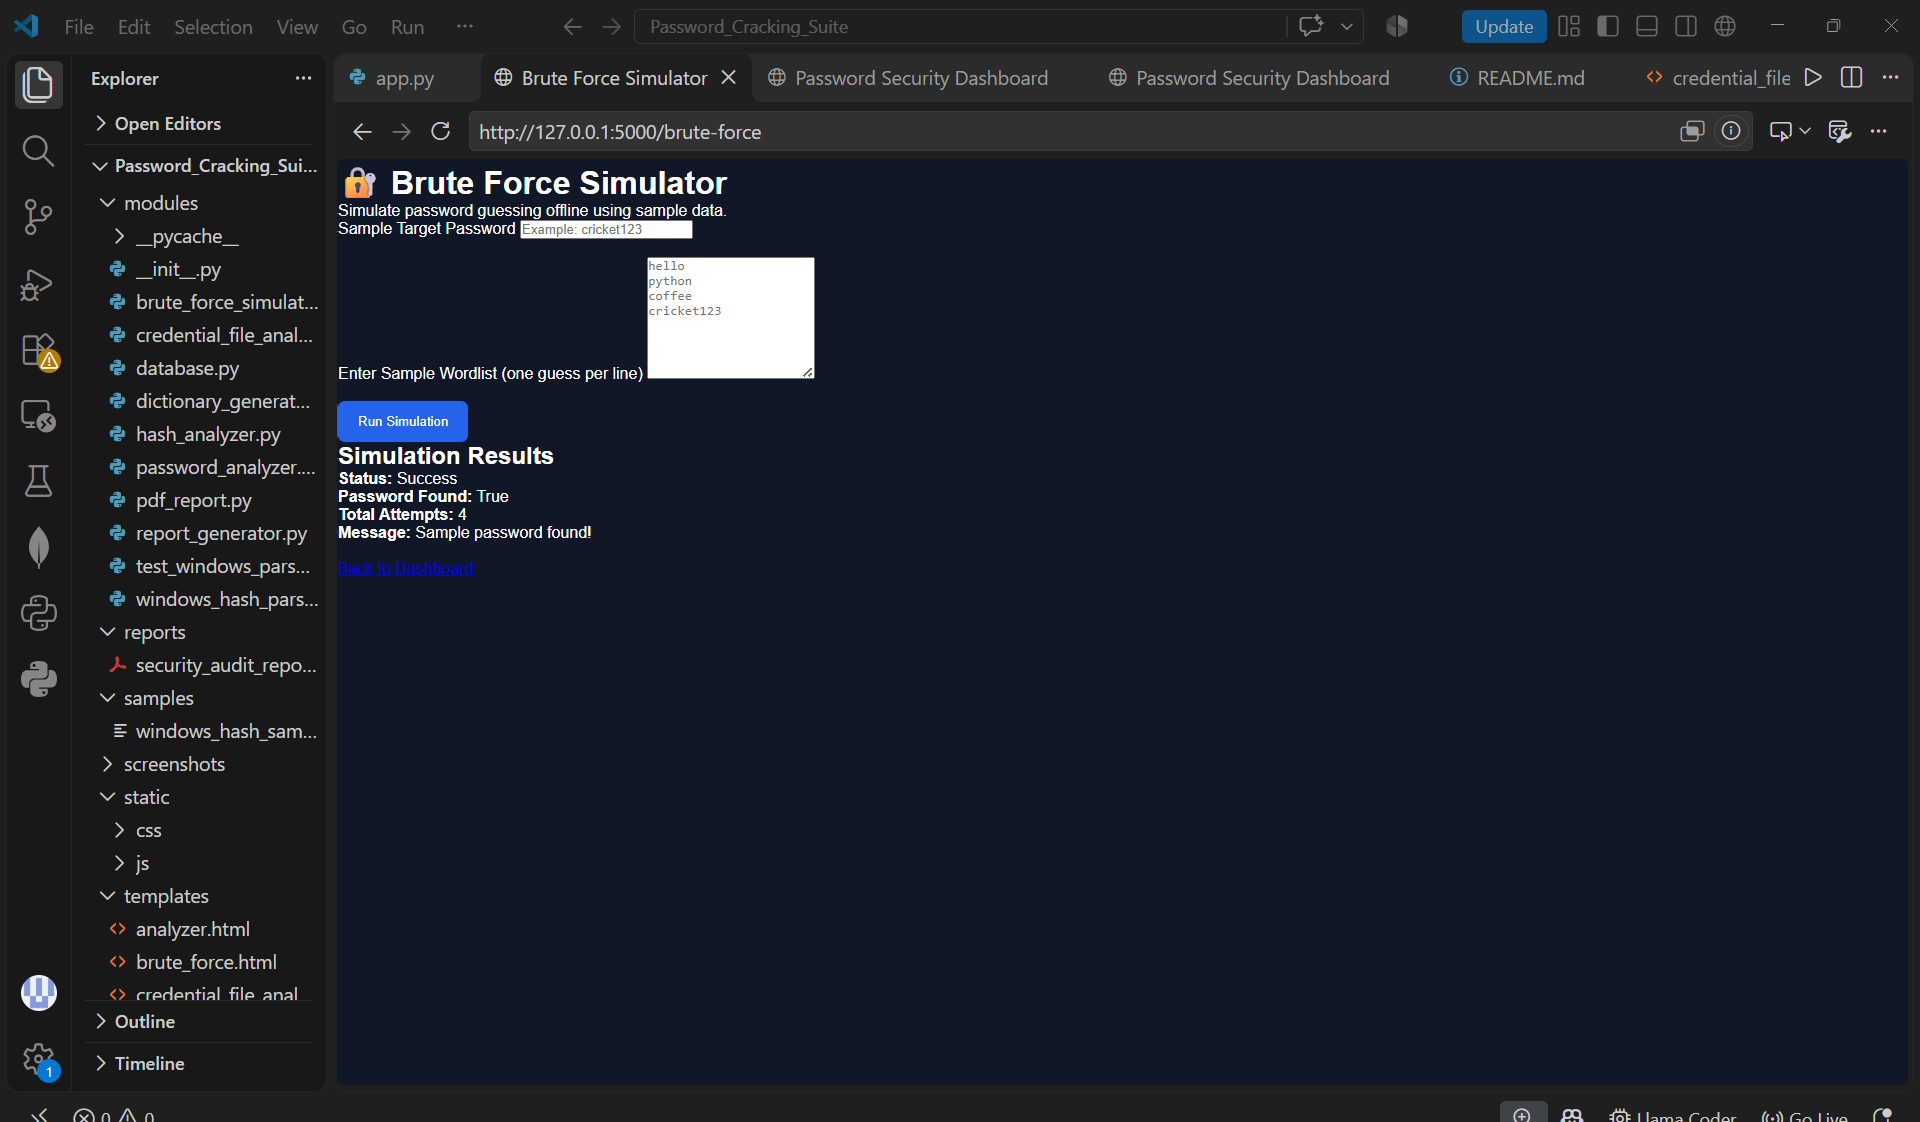 File Edit Selection View Go Run ···
Password_Cracking_Suite
Update
Explorer
Open Editors
Password_Cracking_Sui...
modules
__pycache__
__init__.py
brute_force_simulat...
credential_file_anal...
database.py
dictionary_generat...
hash_analyzer.py
password_analyzer....
pdf_report.py
report_generator.py
test_windows_pars...
windows_hash_pars...
reports
security_audit_repo...
samples
windows_hash_sam...
screenshots
static
css
js
templates
analyzer.html
brute_force.html
credential_file_anal
Outline
Timeline
1
app.py
Brute Force Simulator
Password Security Dashboard
Password Security Dashboard
README.md
credential_file
http://127.0.0.1:5000/brute-force
Brute Force Simulator
Simulate password guessing offline using sample data.
Sample Target Password Example: cricket123
hello
python
coffee
cricket123
Enter Sample Wordlist (one guess per line)
Run Simulation
Simulation Results
Status: Success
Password Found: True
Total Attempts: 4
Message: Sample password found!
Back to Dashboard
0 0
Llama Coder
Go Live